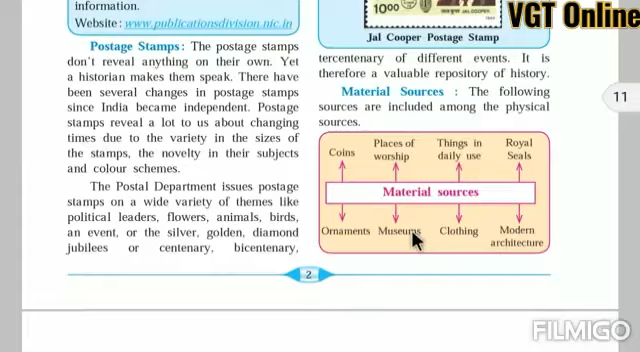 information.
Website : www.publicationsdivision.nic.in
Postage Stamps : The postage stamps
don't reveal anything on their own. Yet
a historian makes them speak. There have
been several changes in postage stamps
since India became independent. Postage
stamps reveal a lot to us about changing
times due to the variety in the sizes of
the stamps, the novelty in their subjects
and colour schemes.
The Postal Department issues postage
stamps on a wide variety of themes like
political leaders, flowers, animals, birds,
an event, or the silver, golden, diamond
jubilees or centenary, bicentenary,
1000
Jal Cooper Postage Stamp
tercentenary of different events. It is
therefore a valuable repository of history.
Material Sources : The following
sources are included among the physical
sources.
Coins
Places of
worship
Things in
daily use
Royal
Seals
Material sources
Ornaments
Museums
Clothing
Modern
architecture
2
VGT Online
11
FILMIGO